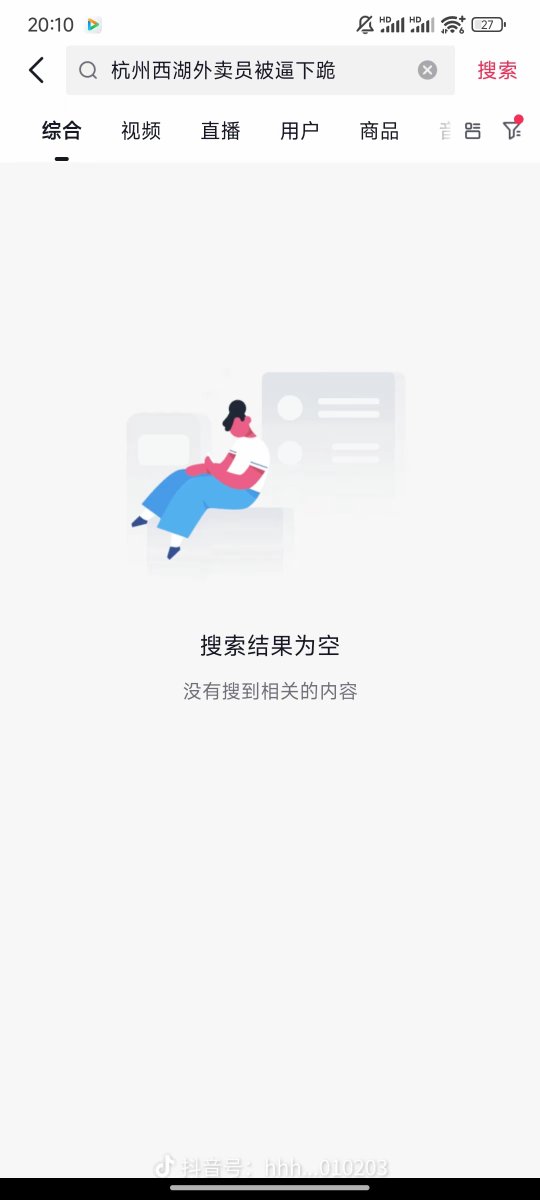 20:10
HD HD 27
杭州西湖外卖员被逼下跪
搜索
综合 视频 直播 用户 商品
搜索结果为空
没有搜到相关的内容
抖音号: hhh...010203